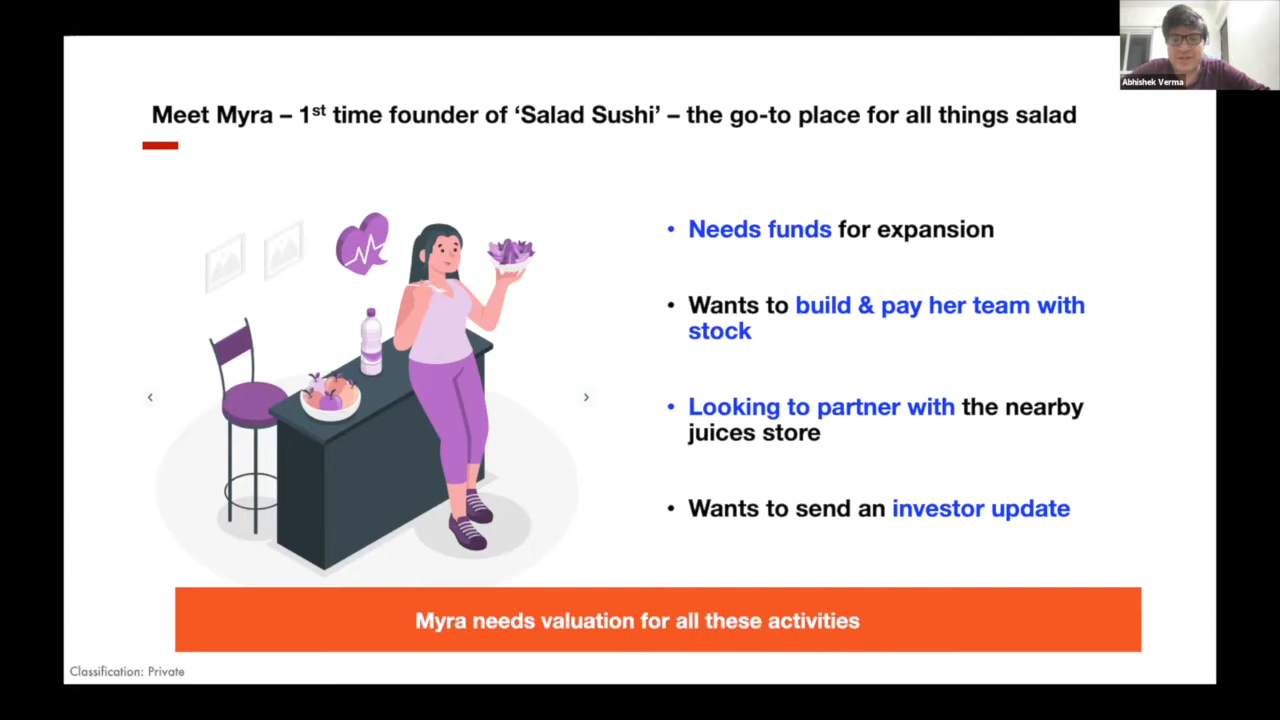 Abhishek Verma
Meet Myra – 1st time founder of ‘Salad Sushi’ – the go-to place for all things salad
• Needs funds for expansion
• Wants to build & pay her team with
stock
• Looking to partner with the nearby
juices store
• Wants to send an investor update
Myra needs valuation for all these activities
Classification: Private